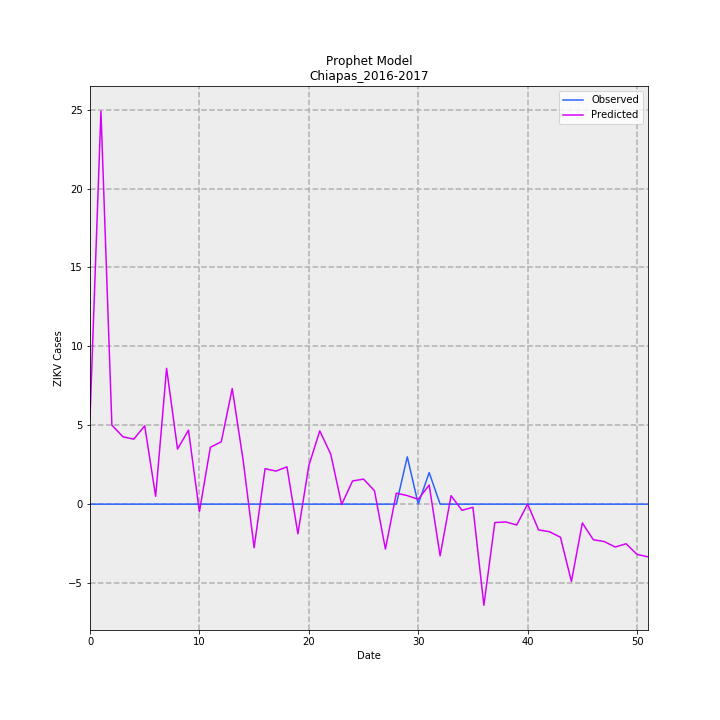 Prophet Model
Chiapas_2016-2017
Observed
Predicted
25
20
15
10
5
0
−5
ZIKV Cases
0 10 20 30 40 50
Date